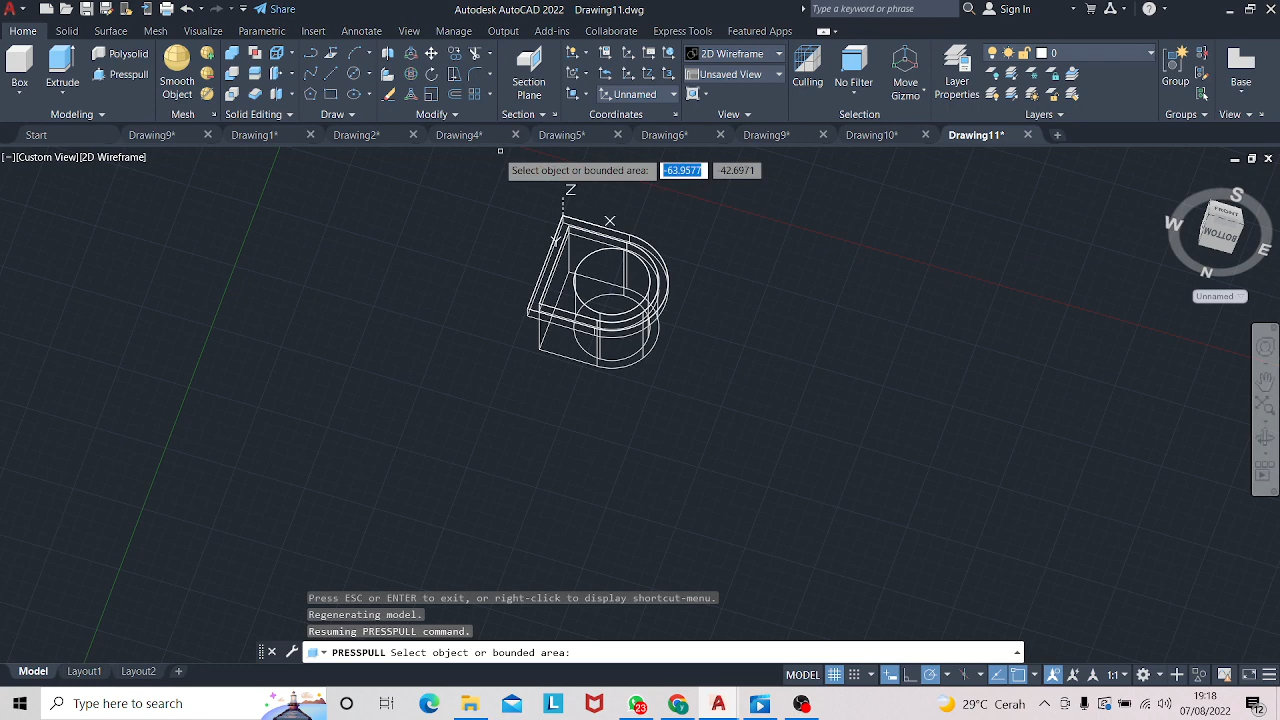 Share
Autodesk AutoCAD 2022 Drawing11.dwg
Type a keyword or phrase
Sign In
Home Solid Surface Mesh Visualize Parametric Insert Annotate View Manage Output Add-ins Collaborate Express Tools Featured Apps
Polysolid
Presspull
Box
Extrude
Smooth
Object
Section
Plane
2D Wireframe
Unsaved View
Unnamed
Culling
No Filter
Move
Gizmo
Layer
Properties
0
Group
Base
Modeling
Mesh
Solid Editing
Draw
Modify
Section
Coordinates
View
Selection
Layers
Groups
View
Start
Drawing9*
Drawing1*
Drawing2*
Drawing4*
Drawing5*
Drawing6*
Drawing9*
Drawing10*
Drawing11*
[−][Custom View][2D Wireframe]
Select object or bounded area:
-63.9577
-42.6971
Z
X
S
W
E
N
FRONT
BOTTOM
Unnamed
Press ESC or ENTER to exit, or right-click to display shortcut-menu.
Regenerating model.
Resuming PRESSPULL command.
PRESSPULL Select object or bounded area:
Model
Layout1
Layout2
MODEL
1:1
Type here to search
L
23
29°C Cerah
19:18
07/08/2022
12